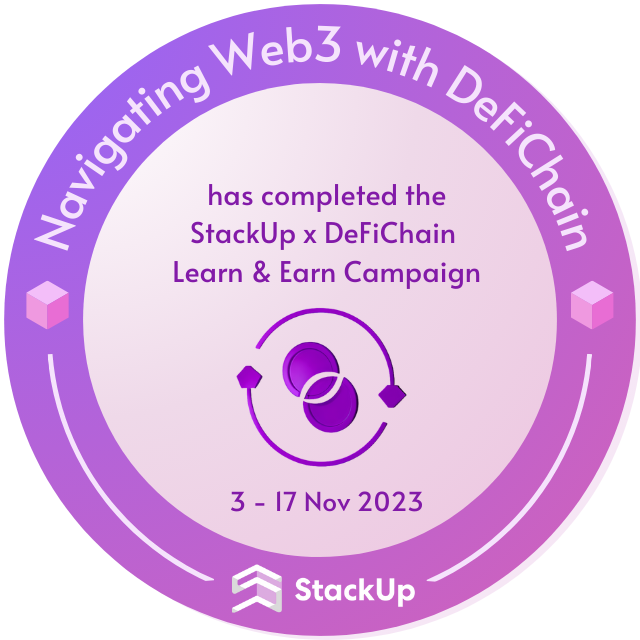 Navigating Web3 with DeFiChain
has completed the
StackUp x DeFiChain
Learn & Earn Campaign
3 - 17 Nov 2023
StackUp